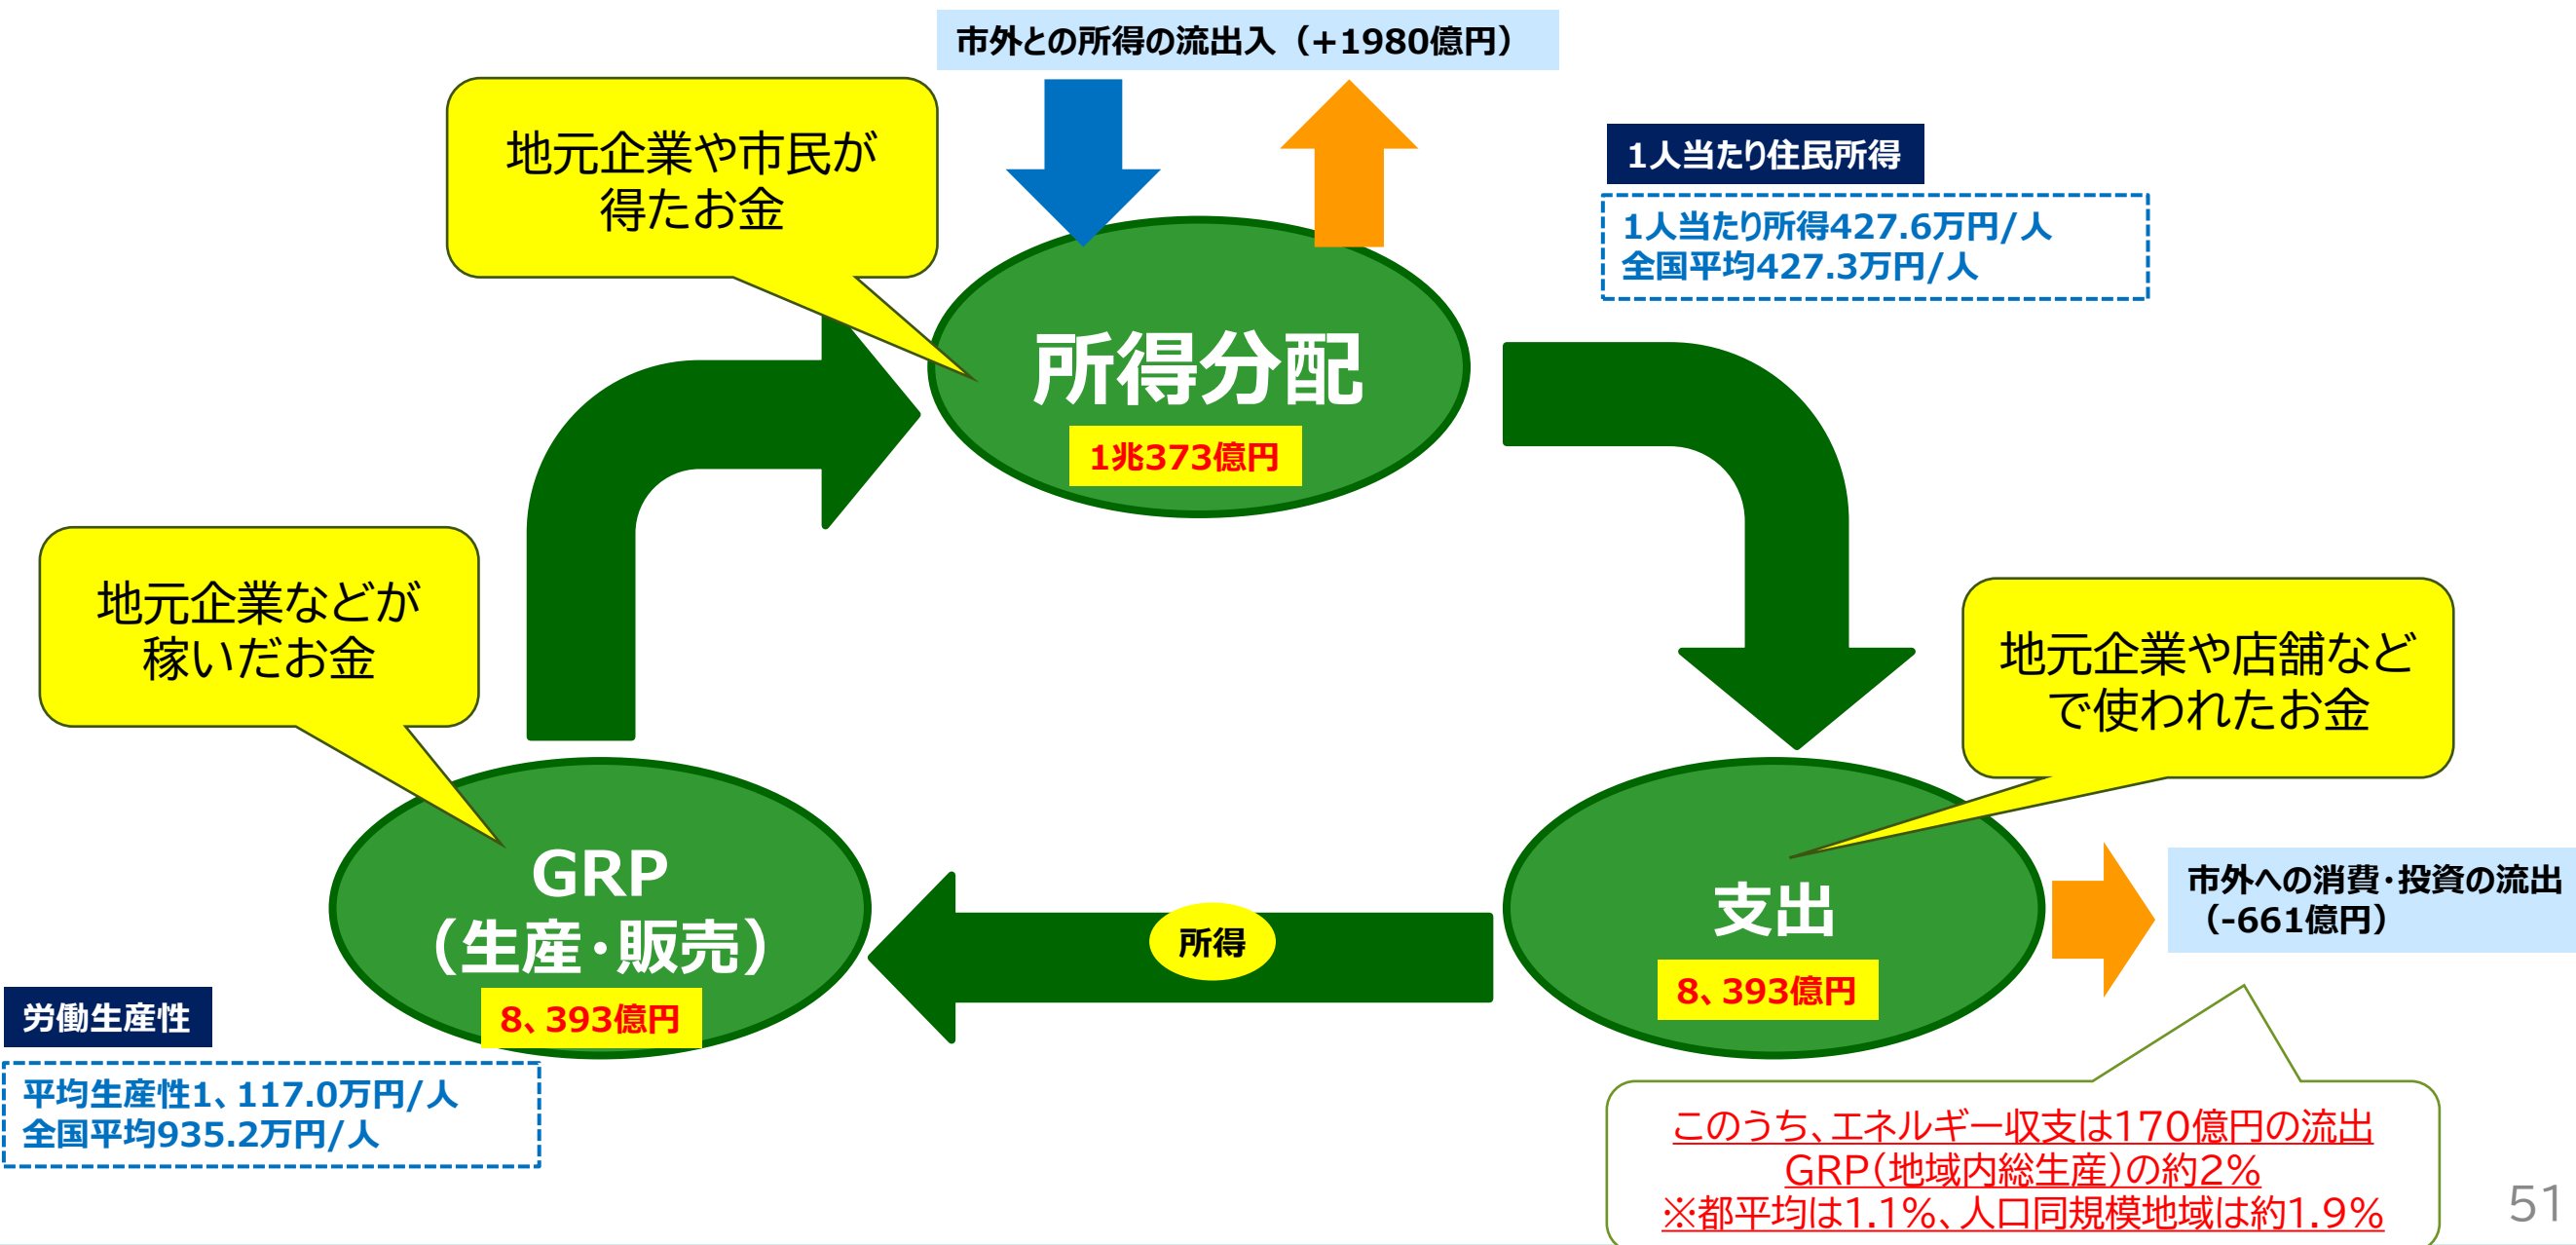 市外との所得の流出入（+1980億円）
地元企業や市民が
得たお金
1人当たり住民所得
1人当たり所得427.6万円/人
全国平均427.3万円/人
所得分配
1兆373億円
地元企業などが
稼いだお金
地元企業や店舗など
で使われたお金
GRP
（生産・販売）
8、393億円
所得
支出
8、393億円
市外への消費・投資の流出
（-661億円）
労働生産性
平均生産性1、117.0万円/人
全国平均935.2万円/人
このうち、エネルギー収支は170億円の流出
GRP（地域内総生産）の約2%
※都平均は1.1%、人口同規模地域は約1.9%
51